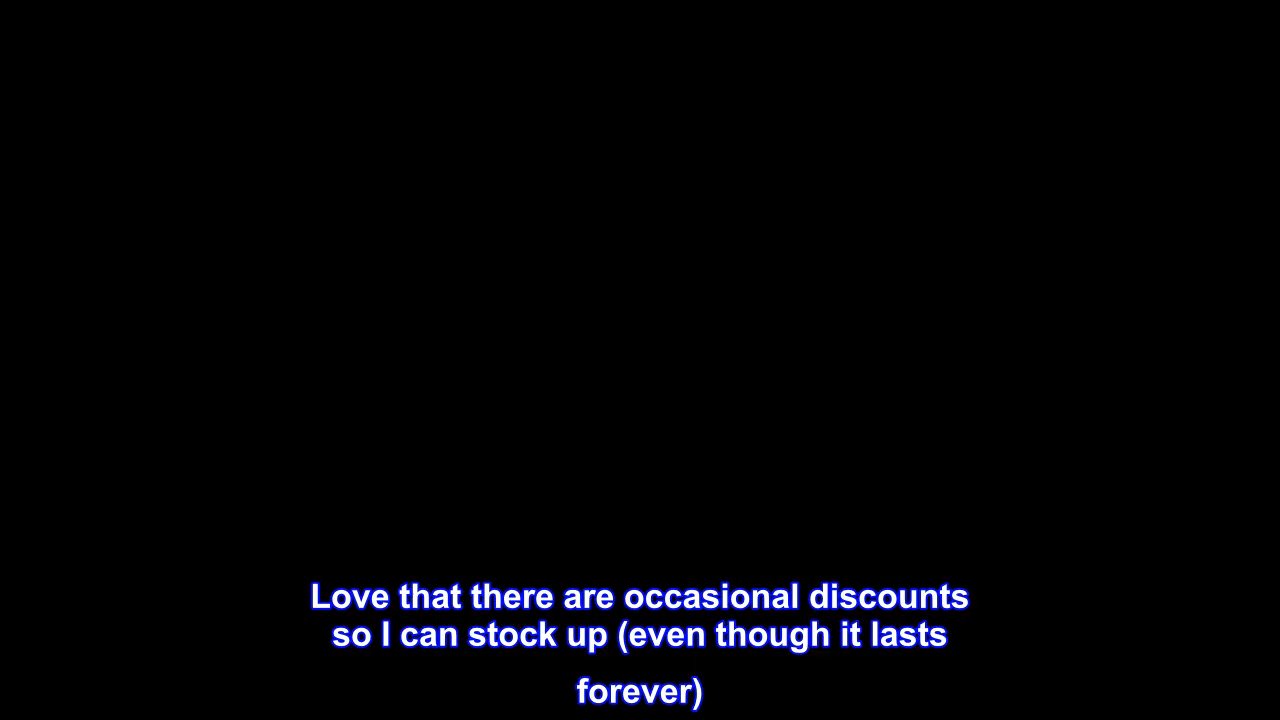 Love that there are occasional discounts
so I can stock up (even though it lasts
forever)